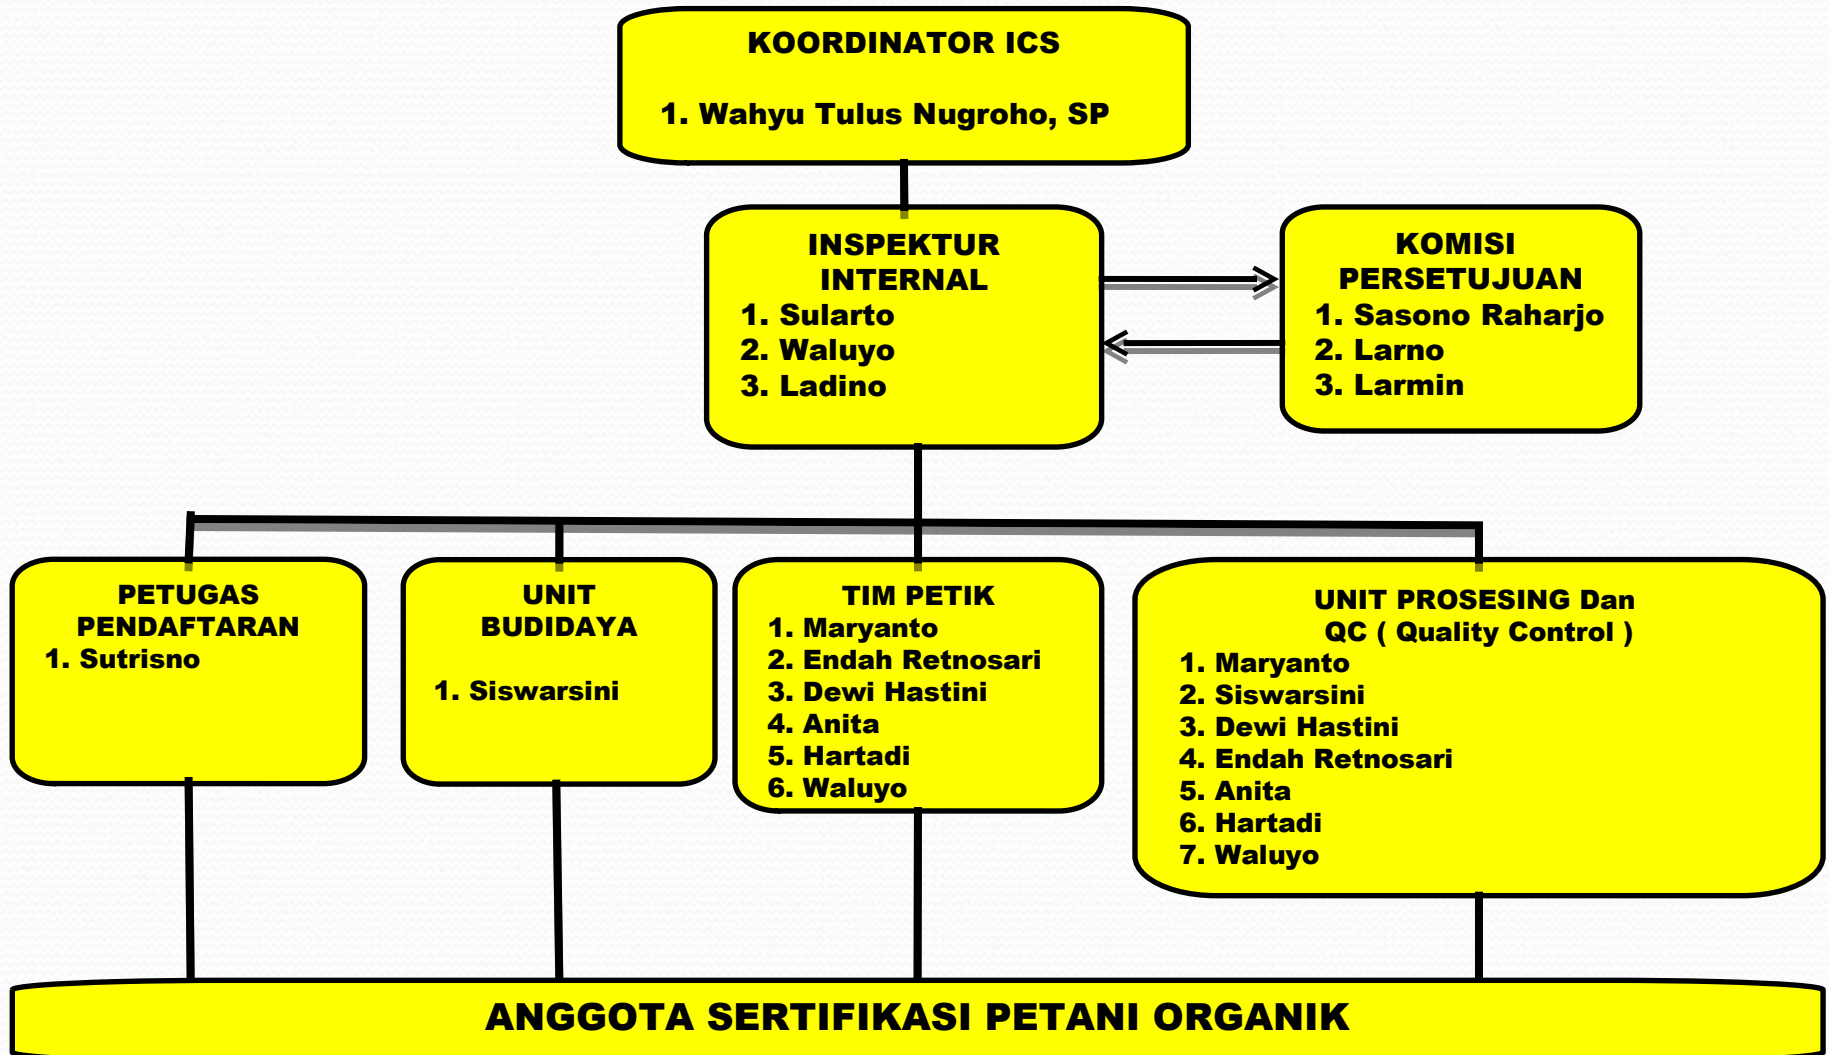 KOORDINATOR ICS
1. Wahyu Tulus Nugroho, SP
INSPEKTUR
INTERNAL
1. Sularto
2. Waluyo
3. Ladino
KOMISI
PERSETUJUAN
1. Sasono Raharjo
2. Larno
3. Larmin
PETUGAS
PENDAFTARAN
1. Sutrisno
UNIT
BUDIDAYA
1. Siswarsini
TIM PETIK
1. Maryanto
2. Endah Retnosari
3. Dewi Hastini
4. Anita
5. Hartadi
6. Waluyo
UNIT PROSESING Dan
QC ( Quality Control )
1. Maryanto
2. Siswarsini
3. Dewi Hastini
4. Endah Retnosari
5. Anita
6. Hartadi
7. Waluyo
ANGGOTA SERTIFIKASI PETANI ORGANIK